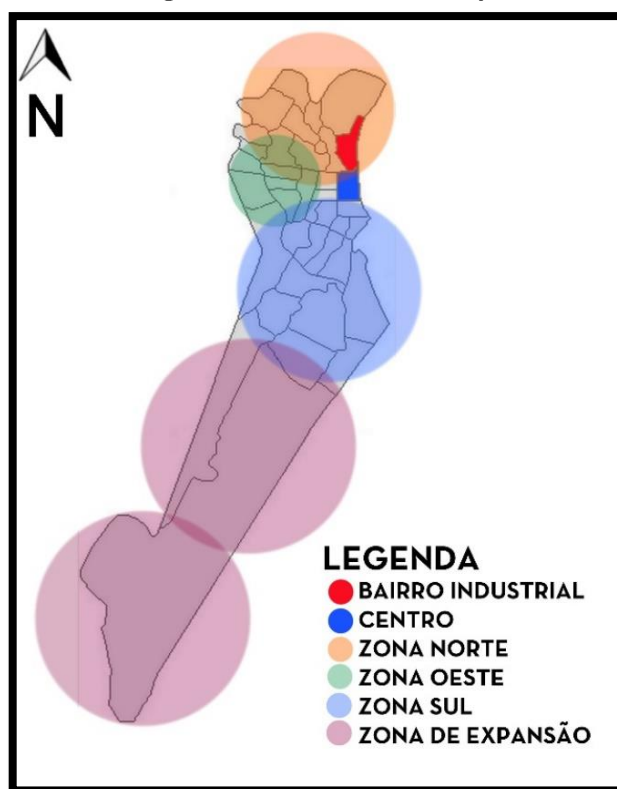 N
LEGENDA
BAIRRO INDUSTRIAL
CENTRO
ZONA NORTE
ZONA OESTE
ZONA SUL
ZONA DE EXPANSÃO